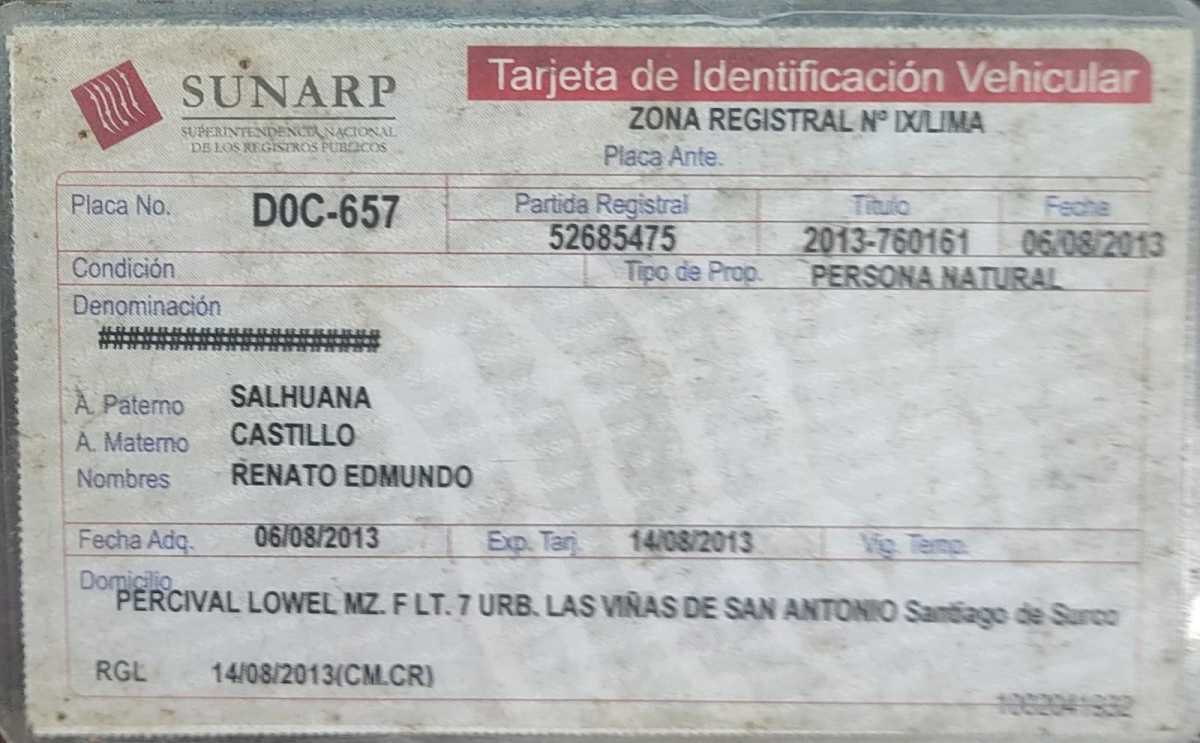 SUNARP
SUPERINTENDENCIA NACIONAL
DE LOS REGISTROS PUBLICOS
Tarjeta de Identificación Vehicular
ZONA REGISTRAL Nº IX/LIMA
Placa Ante.
Placa No. D0C-657
Partida Registral Titulo Fecha
52685475 2013-760161 06/08/2013
Condición Tipo de Prop. PERSONA NATURAL
Denominación
####################
A. Paterno SALHUANA
A. Materno CASTILLO
Nombres RENATO EDMUNDO
Fecha Adq. 06/08/2013 Exp. Tarj. 14/08/2013 Vig. Temp.
Domicilio
PERCIVAL LOWEL MZ. F LT. 7 URB. LAS VIÑAS DE SAN ANTONIO Santiago de Surco
RGL 14/08/2013(CM.CR)
1002041932